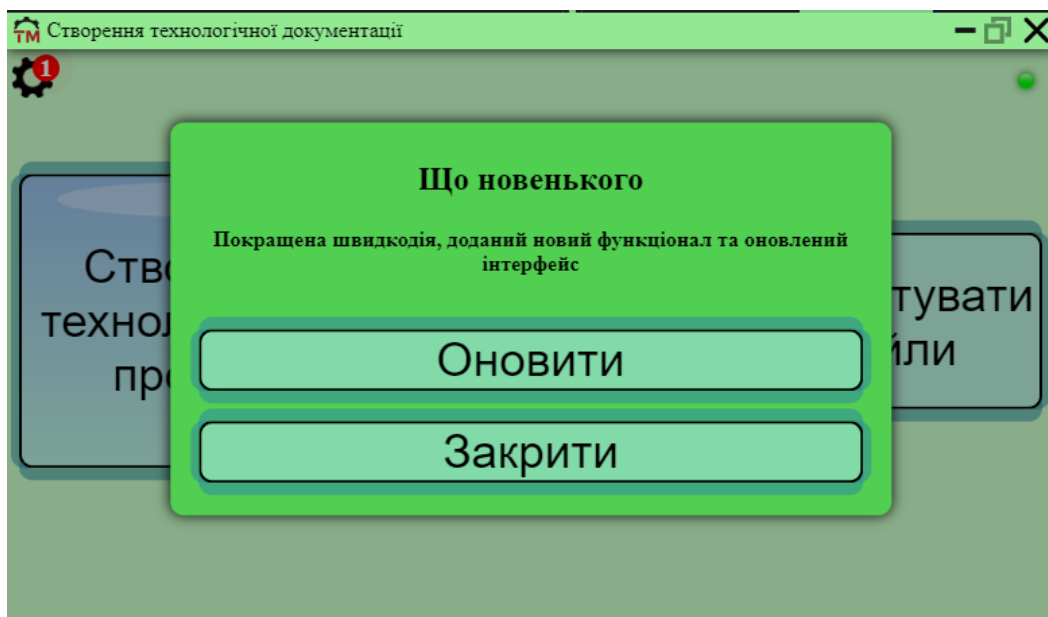 ТМ Створення технологічної документації
1
Що новенького
Покращена швидкодія, доданий новий функціонал та оновлений
інтерфейс
Оновити
Закрити